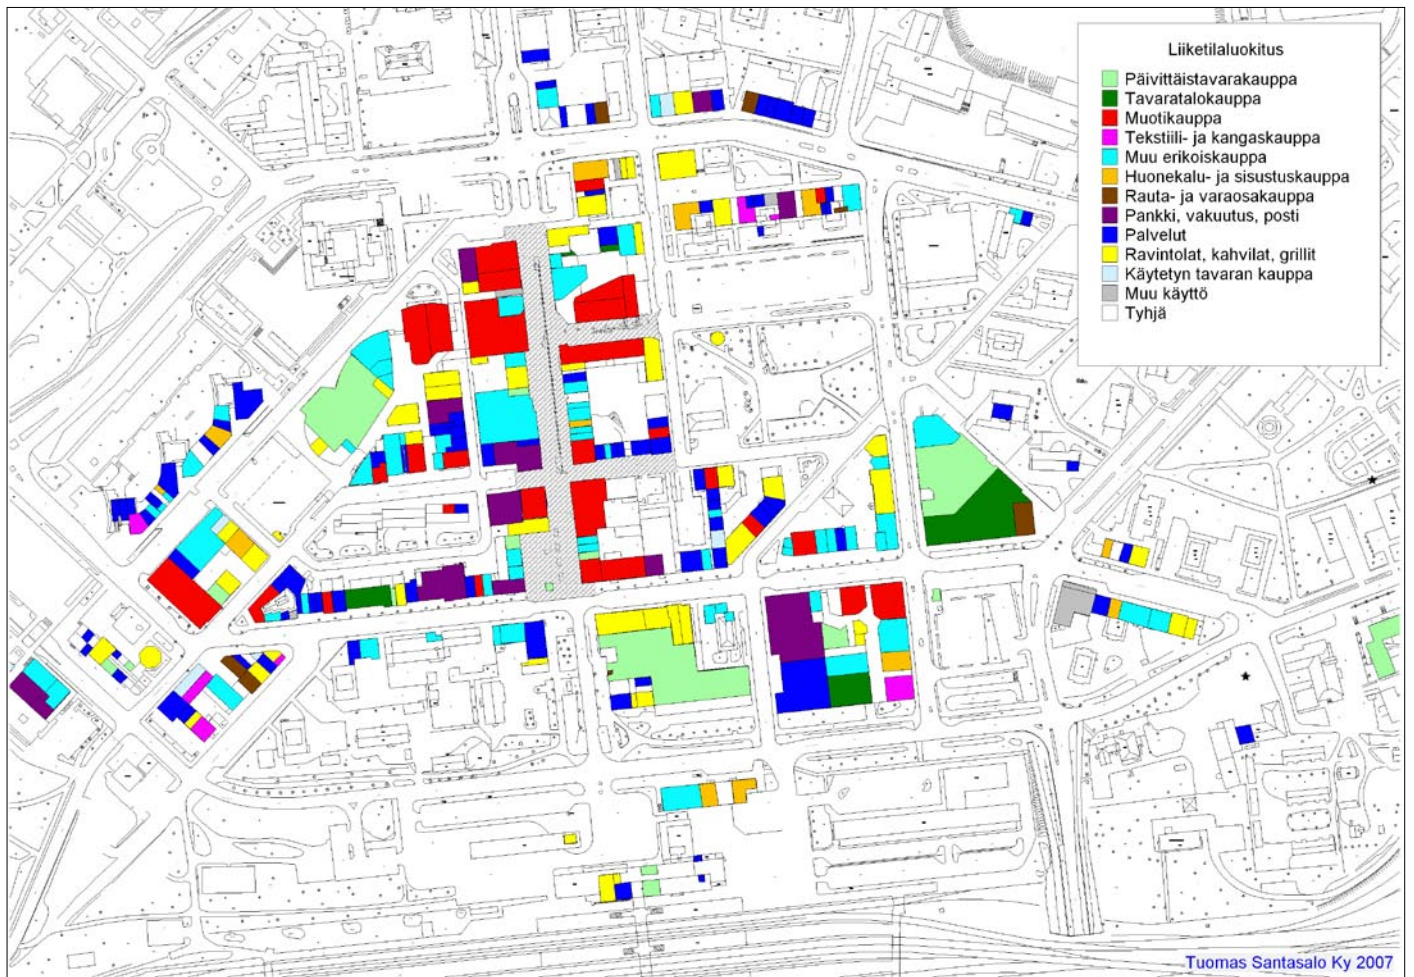 Liiketilaluokitus
Päivittäistavarakauppa
Tavaratalokauppa
Muotikauppa
Tekstiili- ja kangaskauppa
Muu erikoiskauppa
Huonekalu- ja sisustuskauppa
Rauta- ja varaosakauppa
Pankki, vakuutus, posti
Palvelut
Ravintolat, kahvilat, grillit
Käytetyn tavaran kauppa
Muu käyttö
Tyhjä
Tuomas Santasalo Ky 2007